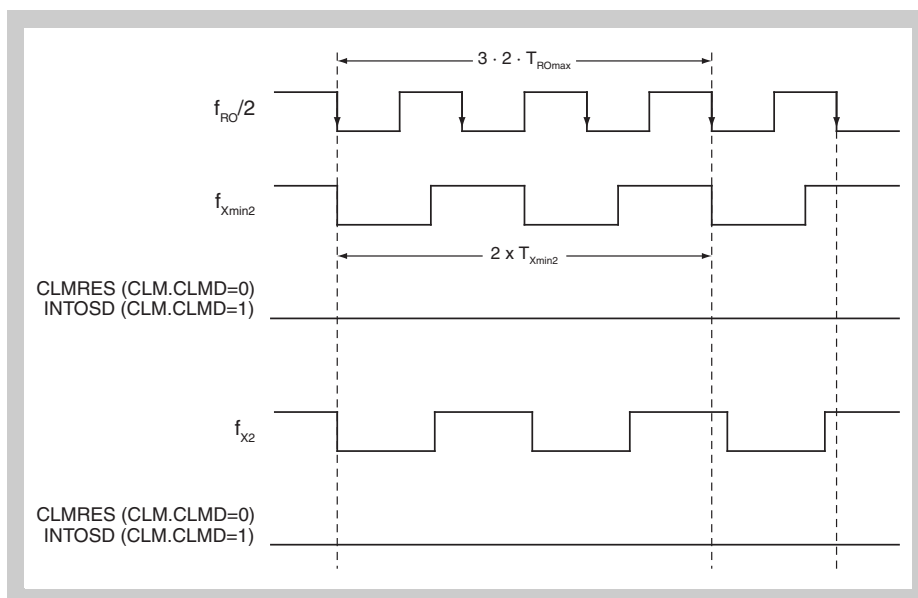 3 · 2 · T_ROmax
f_RO/2
f_Xmin2
2 x T_Xmin2
CLMRES (CLM.CLMD=0)
INTOSD (CLM.CLMD=1)
f_X2
CLMRES (CLM.CLMD=0)
INTOSD (CLM.CLMD=1)